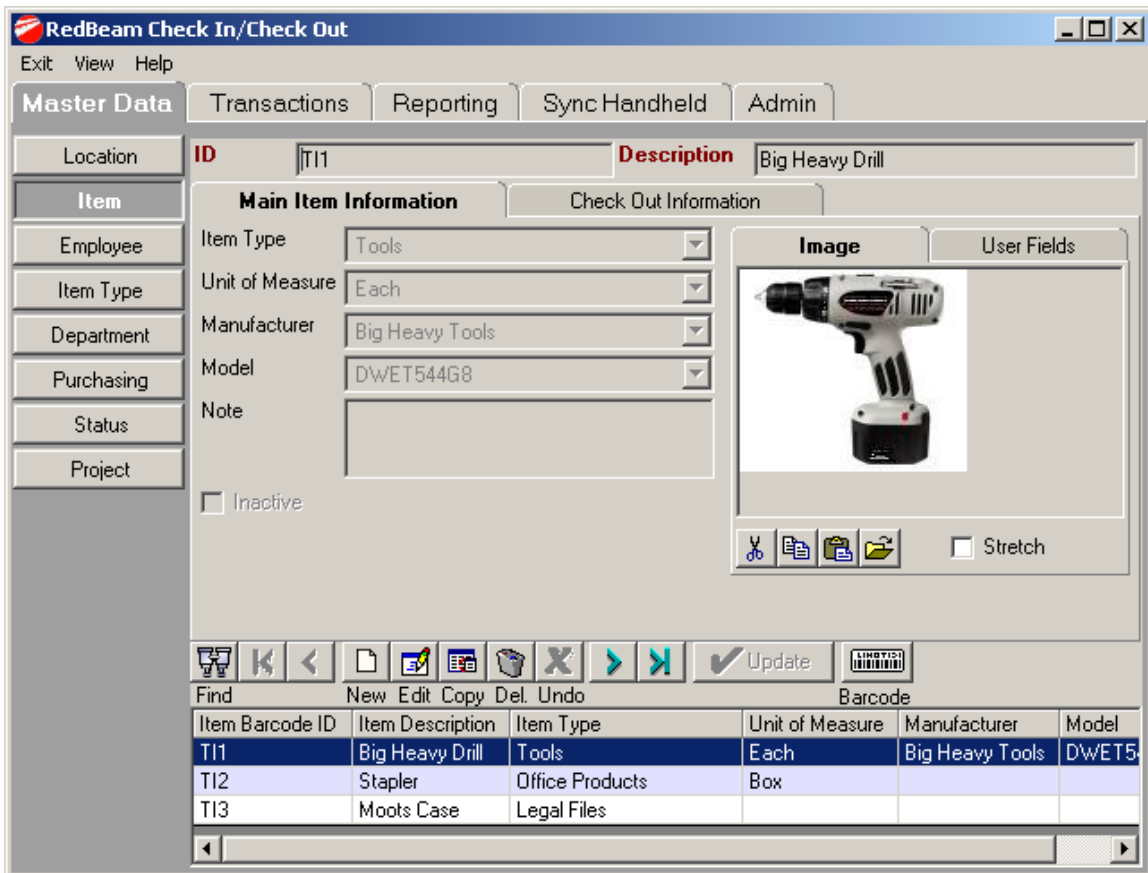 RedBeam Check In/Check Out
Exit View Help
Master Data Transactions Reporting Sync Handheld Admin
Location
Item
Employee
Item Type
Department
Purchasing
Status
Project
ID TI1 Description Big Heavy Drill
Main Item Information Check Out Information
Item Type Tools
Unit of Measure Each
Manufacturer Big Heavy Tools
Model DWET544G8
Note
Inactive
Image User Fields
Stretch
Update
Find New Edit Copy Del. Undo Barcode
Item Barcode ID Item Description Item Type Unit of Measure Manufacturer Model
TI1 Big Heavy Drill Tools Each Big Heavy Tools DWET54
TI2 Stapler Office Products Box
TI3 Moots Case Legal Files